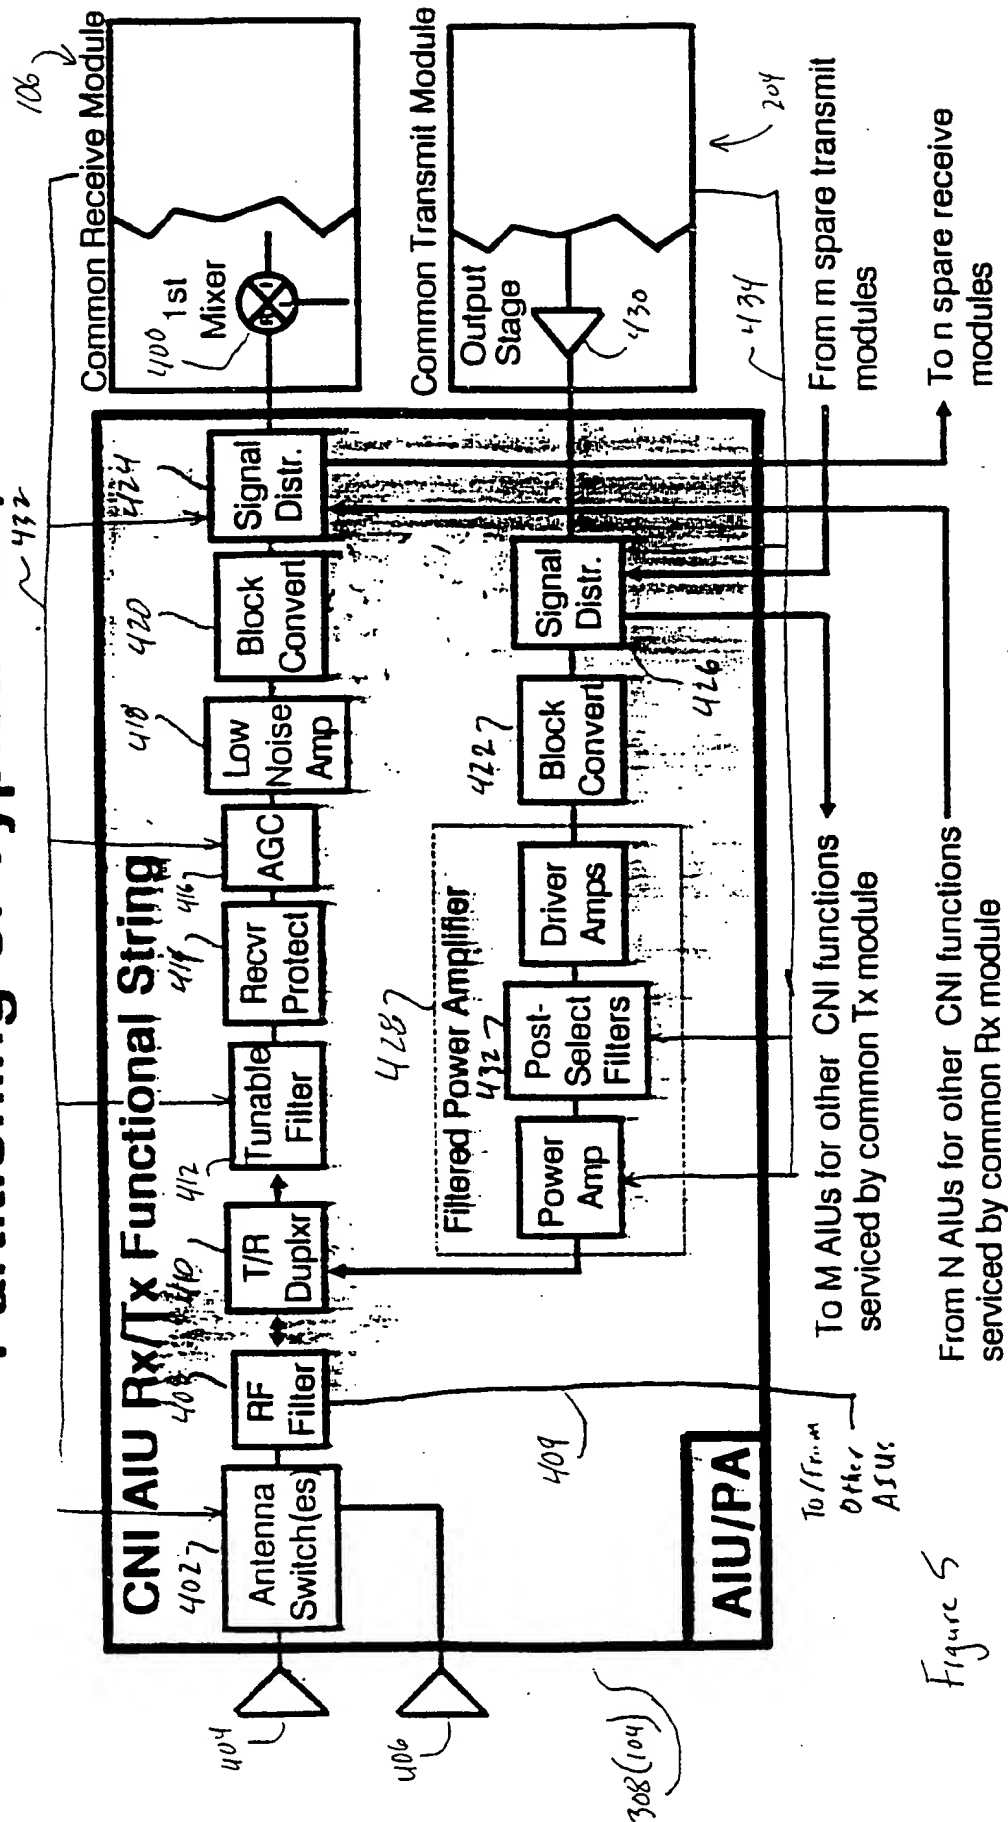 106
432
Common Receive Module
CNI AIU Rx/Tx Functional String
402
Antenna
Switch(es)
408
RF
Filter
410
T/R
Duplxr
412
Tunable
Filter
414
Recvr
Protect
416
AGC
418
Low
Noise
Amp
420
Block
Convert
424
Signal
Distr.
400
1st
Mixer
R
I
L
404
406
Common Transmit Module
Output
Stage
430
204
434
Filtered Power Amplifier
428
432
Power
Amp
Post-
Select
Filters
Driver
Amps
422
Block
Convert
426
Signal
Distr.
409
AIU/PA
308(104)
To/From
Other
AIUs
To M AIUs for other CNI functions
serviced by common Tx module
From N AIUs for other CNI functions
serviced by common Rx module
From m spare transmit
modules
To n spare receive
modules
Figure 5